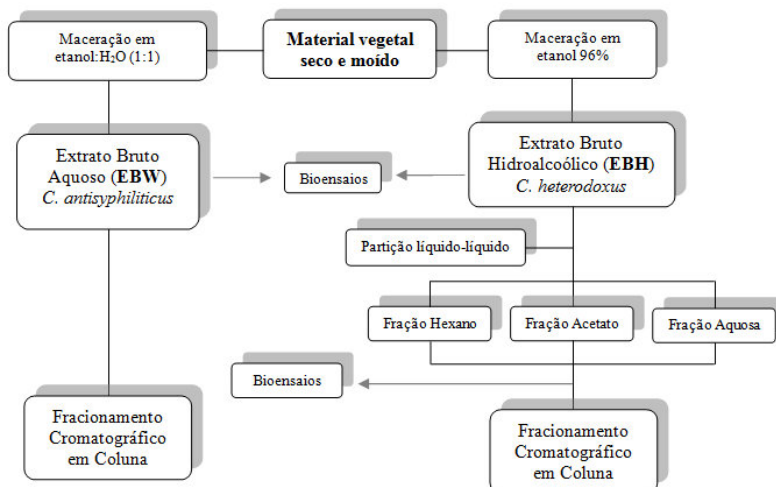 Maceração em
etanol:H₂O (1:1)
Material vegetal
seco e moído
Maceração em
etanol 96%
Extrato Bruto
Aquoso (EBW)
C. antisyphiliticus
Bioensaios
Extrato Bruto
Hidroalcoólico (EBH)
C. heterodoxus
Partição líquido-líquido
Fração Hexano
Fração Acetato
Fração Aquosa
Bioensaios
Fracionamento
Cromatográfico
em Coluna
Fracionamento
Cromatográfico
em Coluna